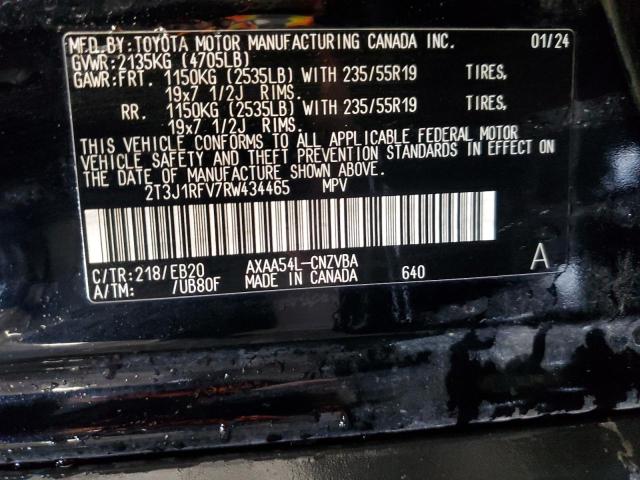 MFD.BY:TOYOTA MOTOR MANUFACTURING CANADA INC. 01/24
GVWR:2135KG (4705LB)
GAWR:FRT. 1150KG (2535LB) WITH 235/55R19 TIRES,
19x7 1/2J RIMS.
RR. 1150KG (2535LB) WITH 235/55R19 TIRES,
19x7 1/2J RIMS.
THIS VEHICLE CONFORMS TO ALL APPLICABLE FEDERAL MOTOR
VEHICLE SAFETY AND THEFT PREVENTION STANDARDS IN EFFECT ON
THE DATE OF MANUFACTURE SHOWN ABOVE.
2T3J1RFV7RW434465 MPV
C/TR:218/EB20 AXAA54L-CNZVBA A
A/TM: /UB80F MADE IN CANADA 640